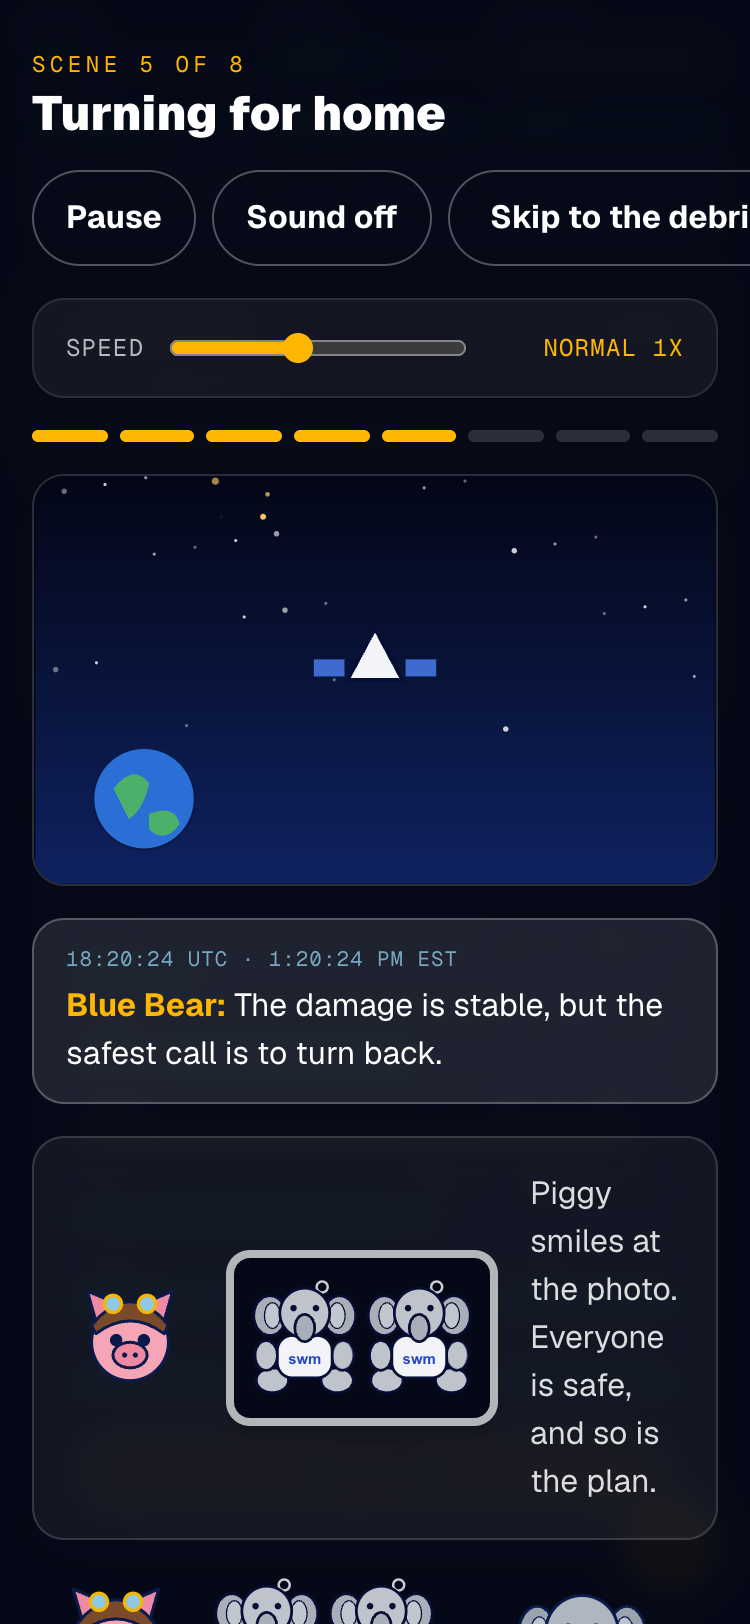 SCENE 5 OF 8
Turning for home
Pause
Sound off
Skip to the debri
SPEED
NORMAL 1X
18:20:24 UTC · 1:20:24 PM EST
Blue Bear: The damage is stable, but the
safest call is to turn back.
swm
swm
Piggy
smiles at
the photo.
Everyone
is safe,
and so is
the plan.